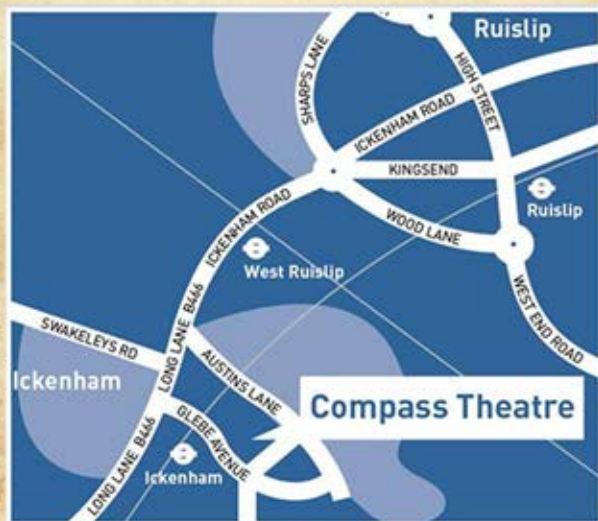 Ruislip
SHARPS LANE
HIGH STREET
ICKENHAM ROAD
KINGSEND
Ruislip
WOOD LANE
ICKENHAM ROAD
West Ruislip
WEST END ROAD
LONG LANE B466
SWAKELEYS RD
Ickenham
AUSTINS LANE
Compass Theatre
GLEBE AVENUE
Ickenham
LONG LANE B466